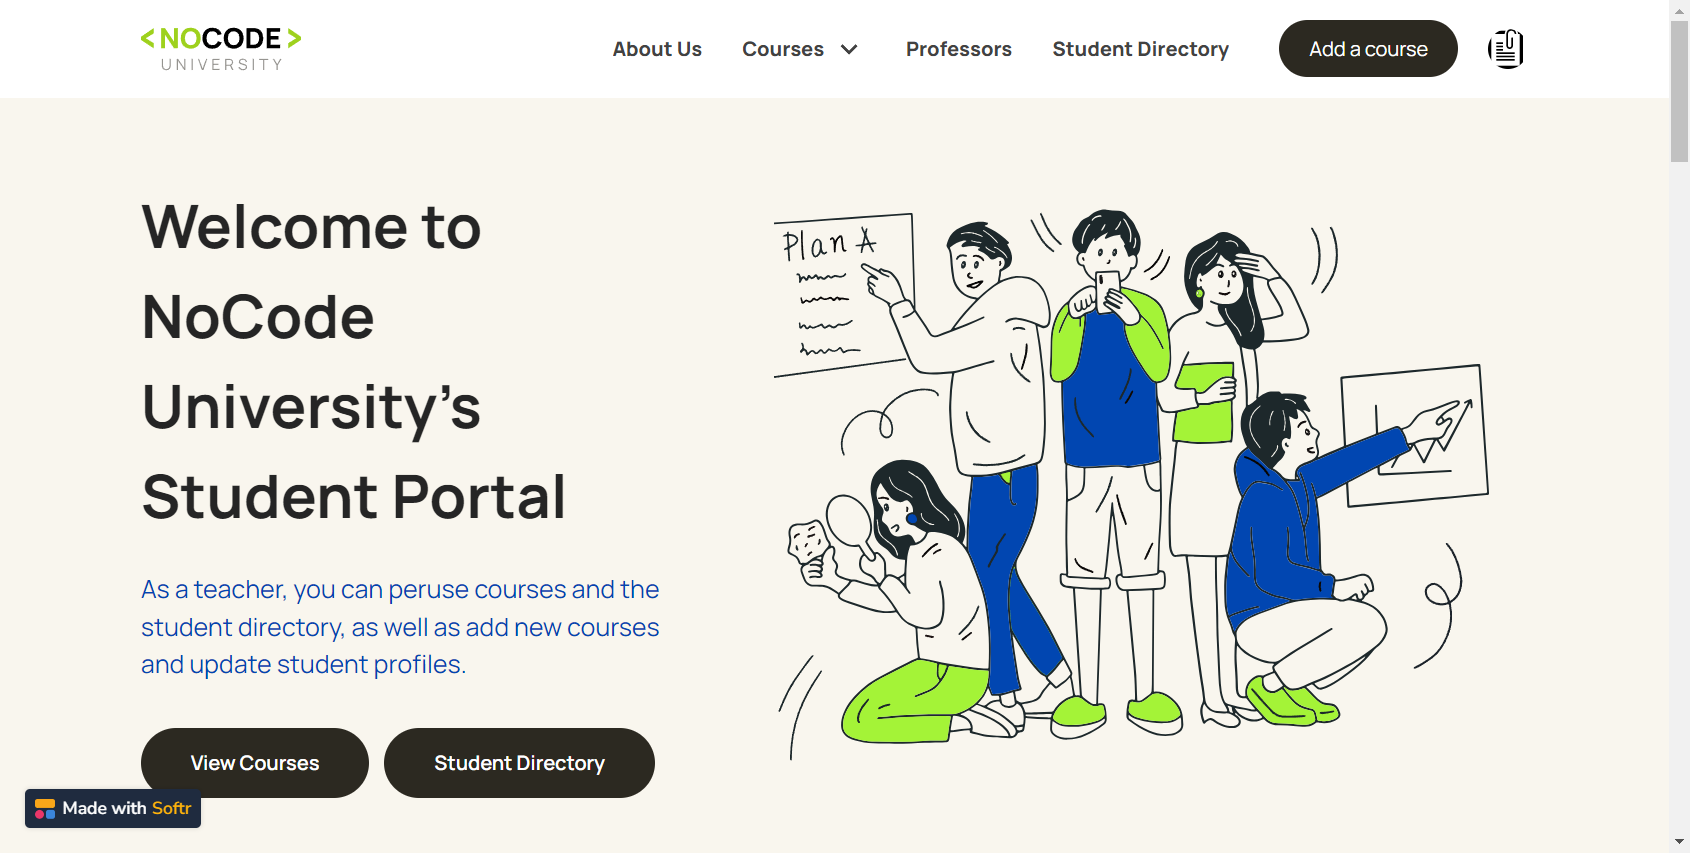 <NOCODE>
UNIVERSITY
About Us
Courses
Professors
Student Directory
Add a course
Welcome to
NoCode
University’s
Student Portal
As a teacher, you can peruse courses and the
student directory, as well as add new courses
and update student profiles.
View Courses
Student Directory
Plan A
Made with Softr